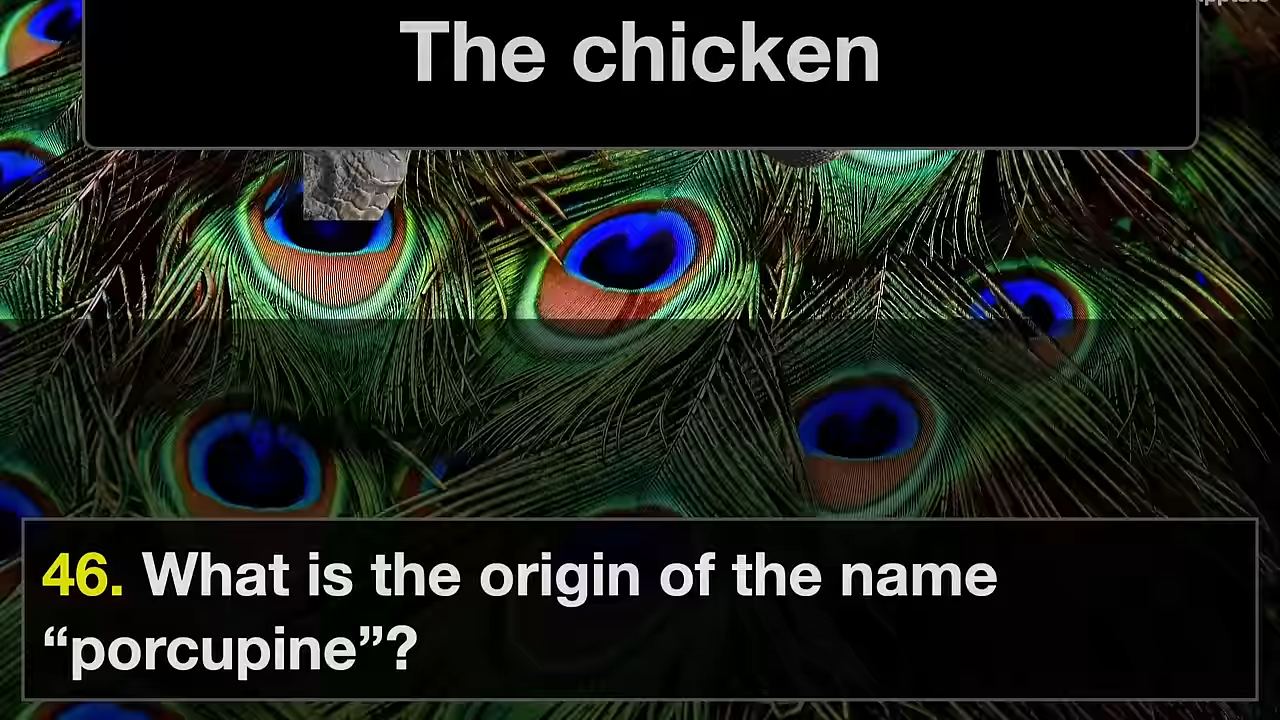 The chicken
46. What is the origin of the name
“porcupine”?